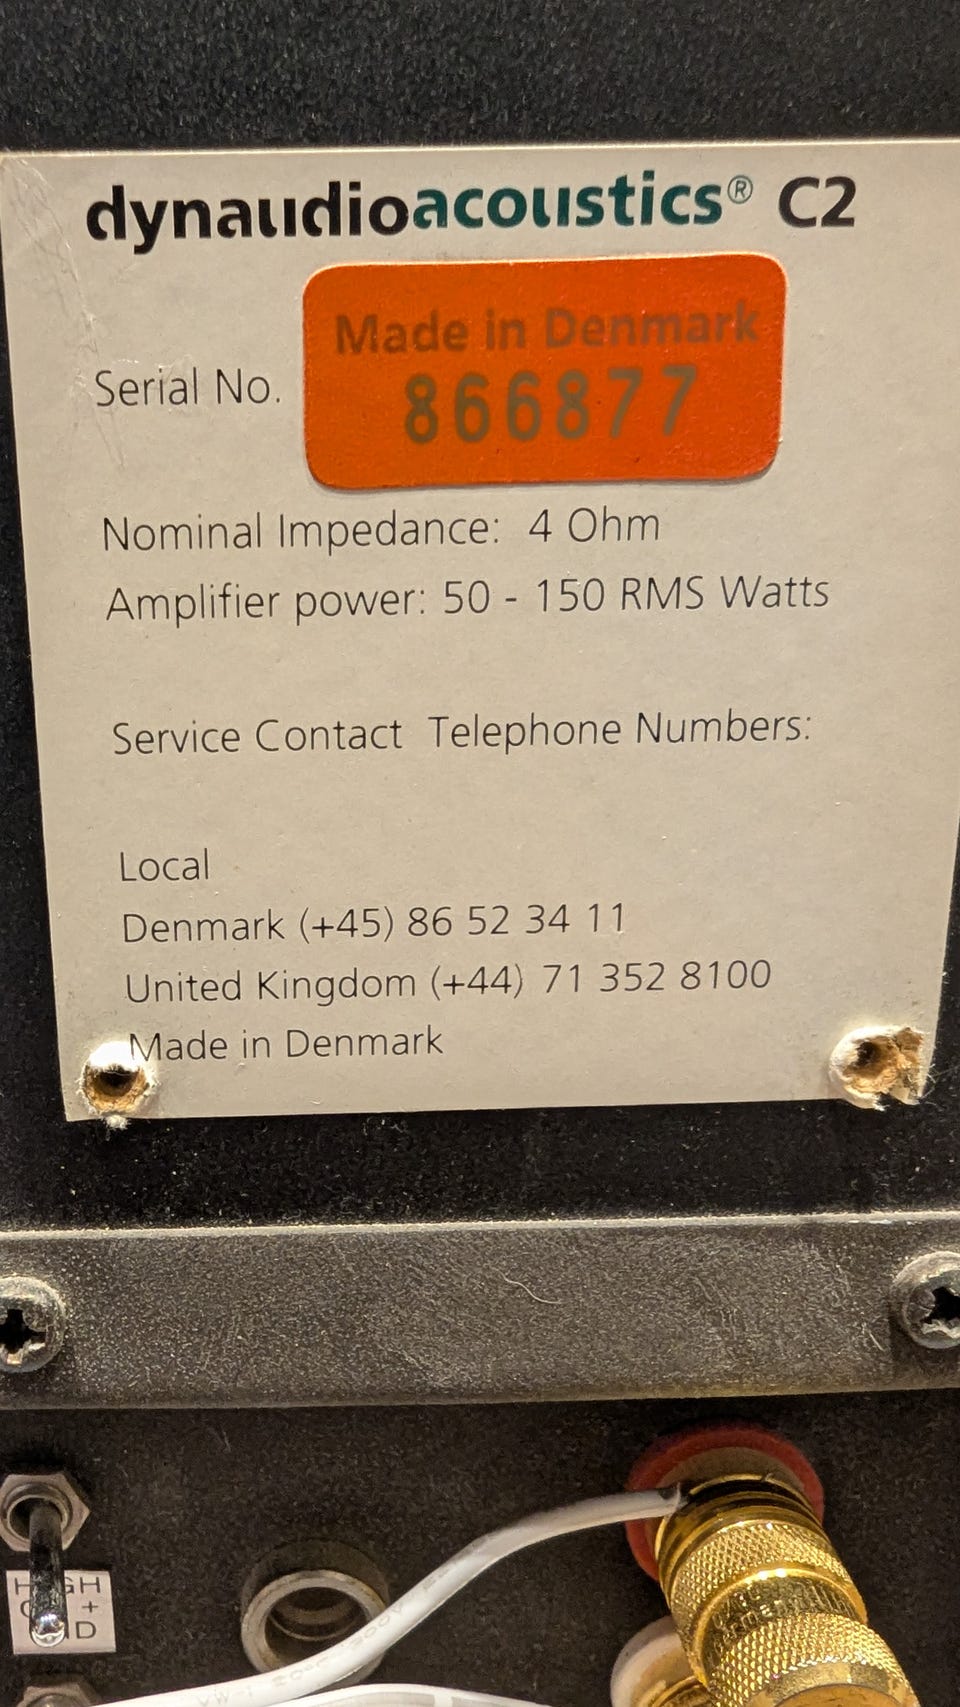 dynaudioacoustics® C2
Made in Denmark
Serial No. 866877
Nominal Impedance: 4 Ohm
Amplifier power: 50 - 150 RMS Watts
Service Contact Telephone Numbers:
Local
Denmark (+45) 86 52 34 11
United Kingdom (+44) 71 352 8100
Made in Denmark